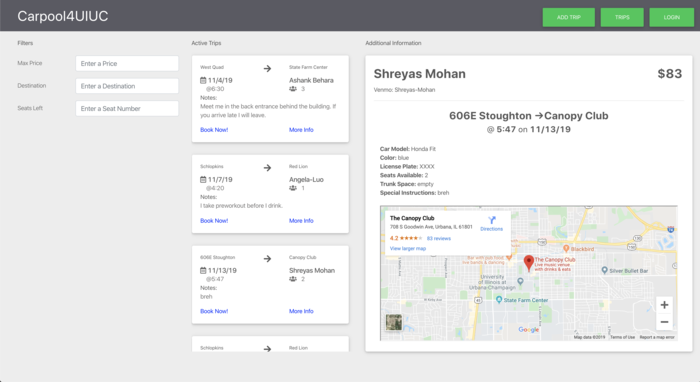 Carpool4UIUC
ADD TRIP
TRIPS
LOGIN
Filters
Max Price
Enter a Price
Destination
Enter a Destination
Seats Left
Enter a Seat Number
Active Trips
West Quad
State Farm Center
11/4/19
Ashank Behara
@6:30
3
Notes:
Meet me in the back entrance behind the building. If
you arrive late I will leave.
Book Now!
More Info
Schlopkins
Red Lion
11/7/19
Angela-Luo
@4:20
1
Notes:
I take preworkout before I drink.
Book Now!
More Info
606E Stoughton
Canopy Club
11/13/19
Shreyas Mohan
@5:47
2
Notes:
breh
Book Now!
More Info
Schlopkins
Red Lion
Additional Information
Shreyas Mohan
$83
Venmo: Shreyas-Mohan
606E Stoughton →Canopy Club
@ 5:47 on 11/13/19
Car Model: Honda Fit
Color: blue
License Plate: XXXX
Seats Available: 2
Trunk Space: empty
Special Instructions: breh
The Canopy Club
708 S Goodwin Ave, Urbana, IL 61801
4.2
83 reviews
View larger map
Directions
live bands & dancing
Blackbird
The Canopy Club
Live music venue
with drinks & eats
Silver Bullet Bar
University of
Illinois at
Urbana-Champaign
State Farm Center
Google
Map data ©2019
Terms of Use
Report a map error